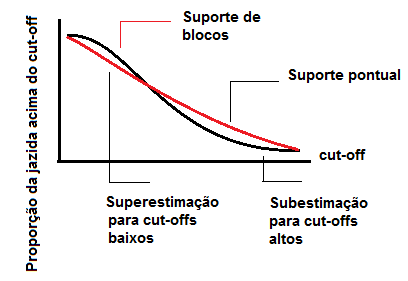 Proporção da jazida acima do cut-off
Suporte de
blocos
Suporte pontual
cut-off
Superestimação
para cut-offs
baixos
Subestimação
para cut-offs
altos